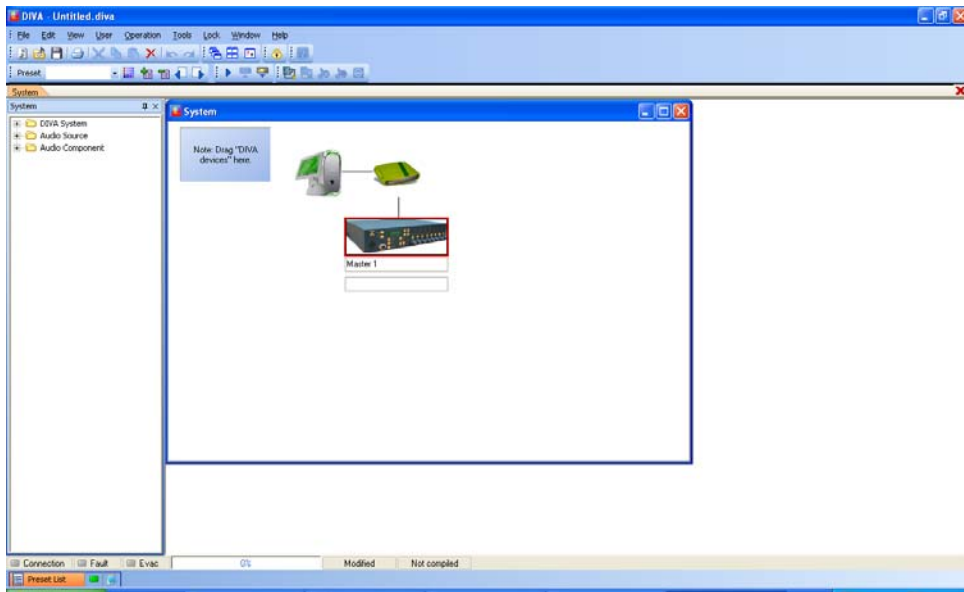 DIVA - Untitled.diva
File Edit View User Operation Tools Lock Window Help
Preset
System
System
DIVA System
Audio Source
Audio Component
System
Note: Drag "DIVA
devices" here.
Master 1
Connection Fault Evac 0% Modified Not compiled
Preset List